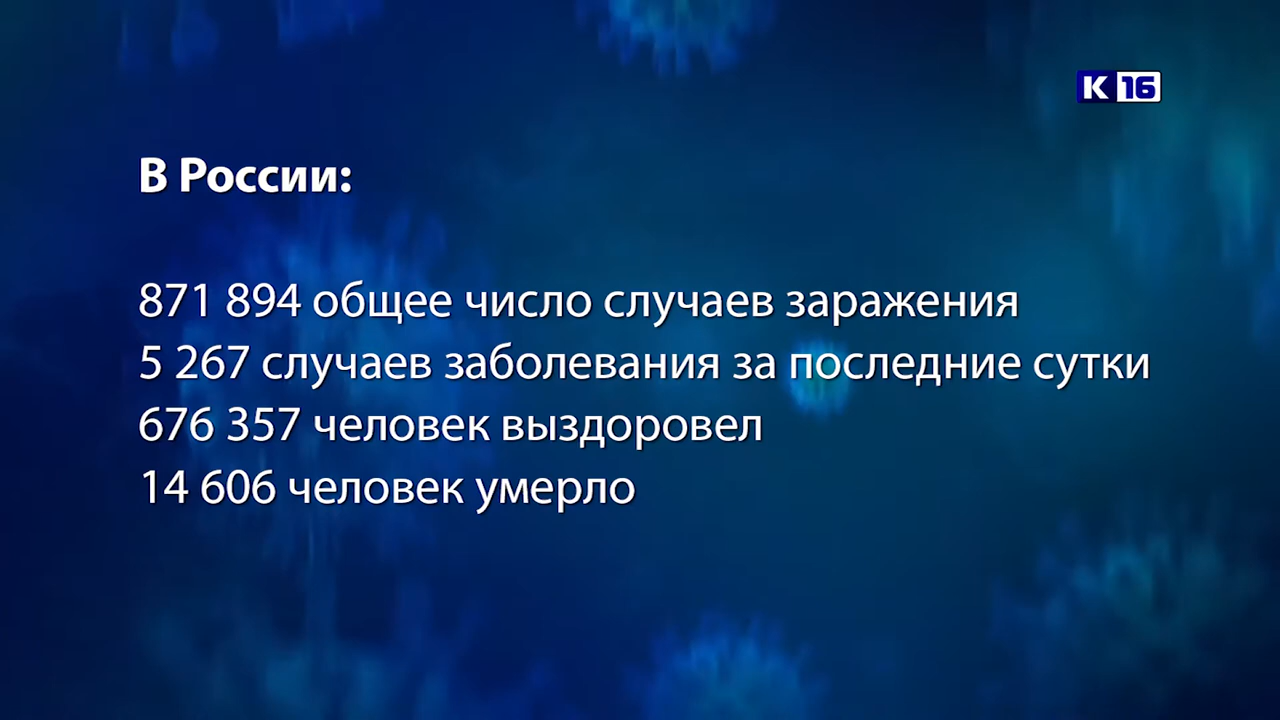 К 16
В России:
871 894 общее число случаев заражения
5 267 случаев заболевания за последние сутки
676 357 человек выздоровел
14 606 человек умерло